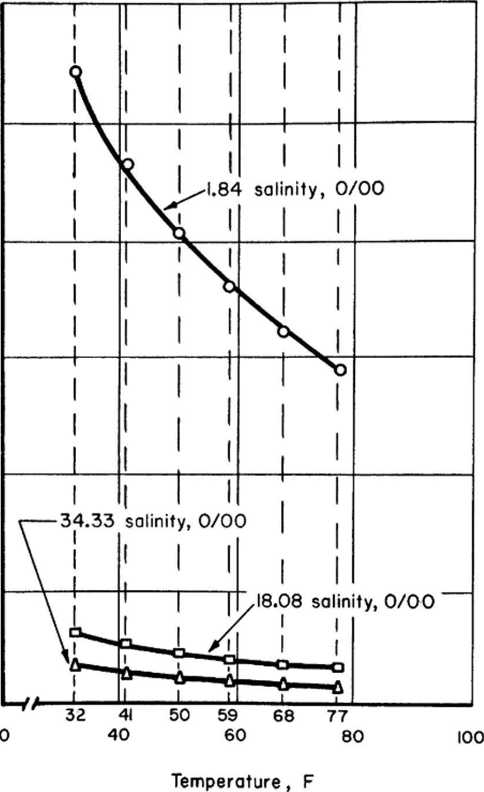 1.84 salinity, 0/00
34.33 salinity, 0/00
18.08 salinity, 0/00
32 41 50 59 68 77
0 40 60 80 100
Temperature, F